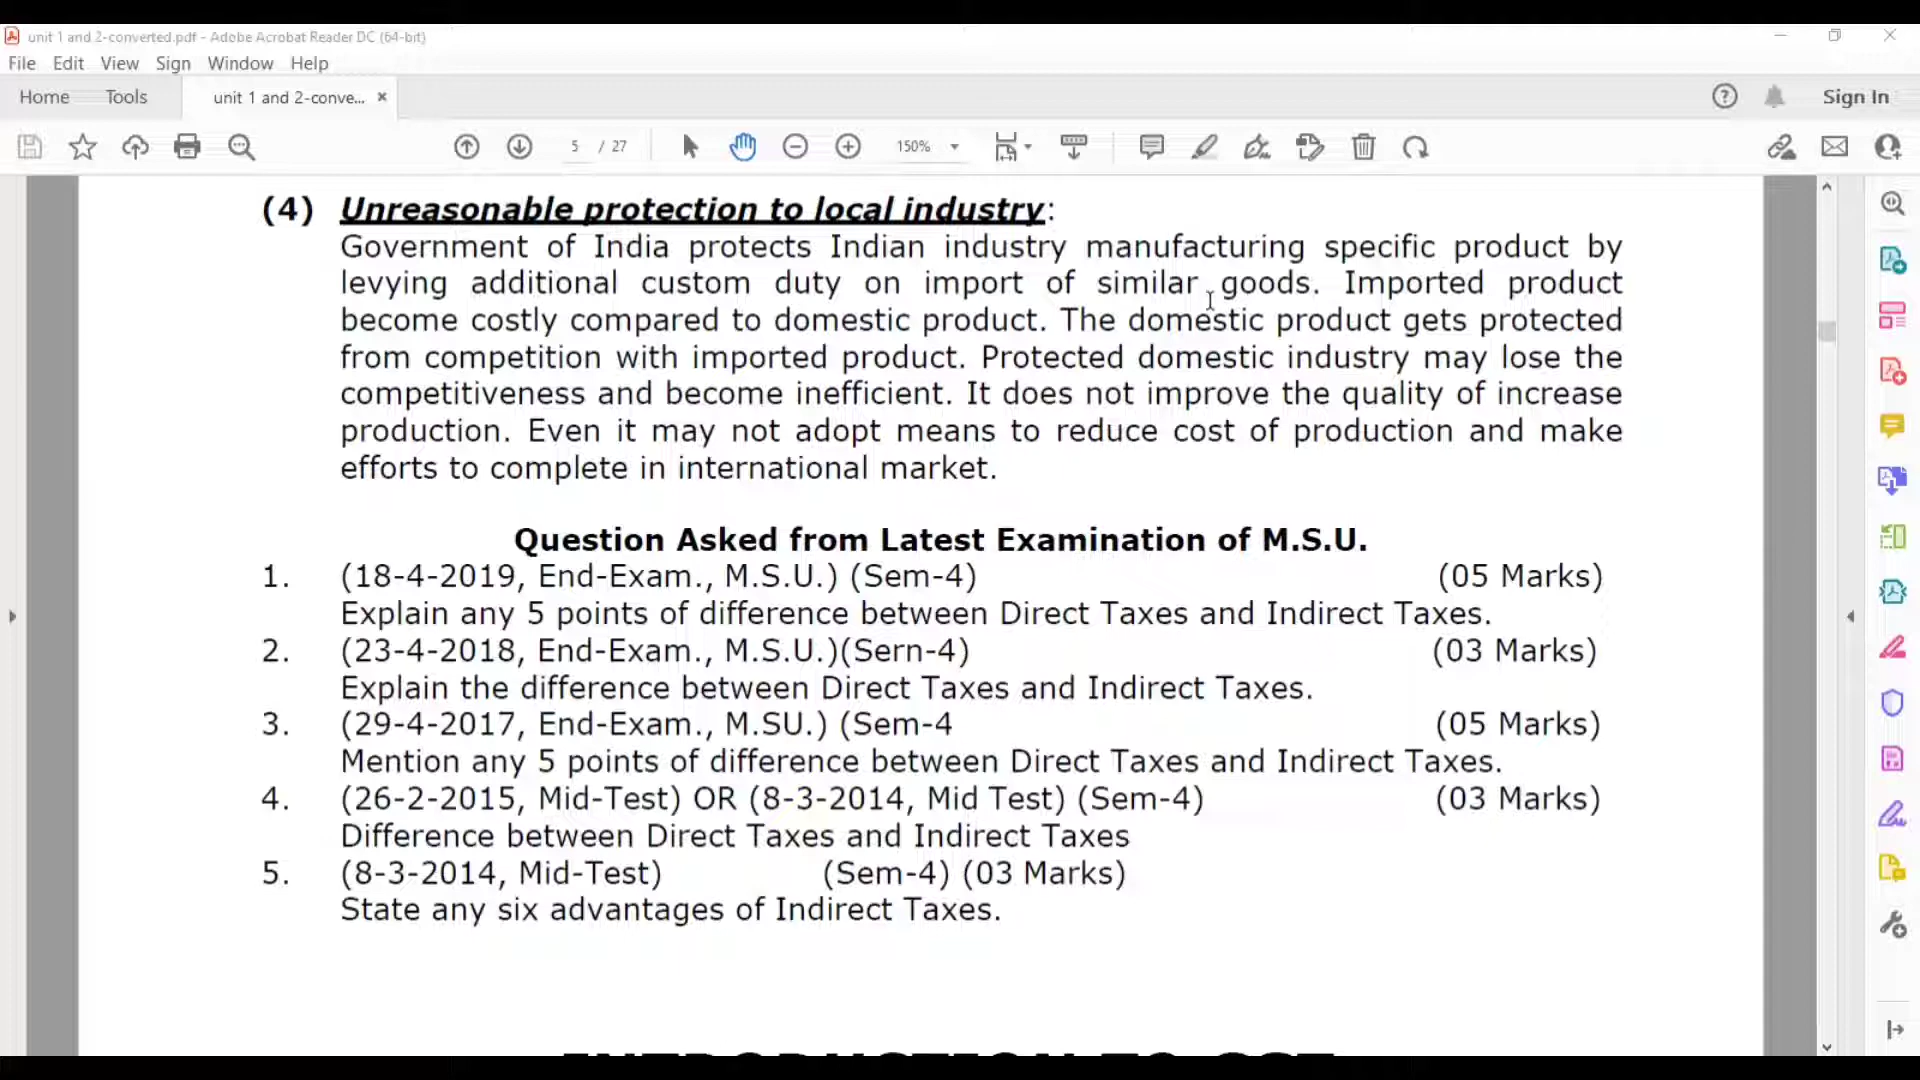 unit 1 and 2-converted.pdf - Adobe Acrobat Reader DC (64-bit)
File Edit View Sign Window Help
Home Tools unit 1 and 2-conve... × Sign In
5 / 27 150%
(4) Unreasonable protection to local industry:
Government of India protects Indian industry manufacturing specific product by
levying additional custom duty on import of similar goods. Imported product
become costly compared to domestic product. The domestic product gets protected
from competition with imported product. Protected domestic industry may lose the
competitiveness and become inefficient. It does not improve the quality of increase
production. Even it may not adopt means to reduce cost of production and make
efforts to complete in international market.
Question Asked from Latest Examination of M.S.U.
1. (18-4-2019, End-Exam., M.S.U.) (Sem-4) (05 Marks)
Explain any 5 points of difference between Direct Taxes and Indirect Taxes.
2. (23-4-2018, End-Exam., M.S.U.)(Sern-4) (03 Marks)
Explain the difference between Direct Taxes and Indirect Taxes.
3. (29-4-2017, End-Exam., M.SU.) (Sem-4 (05 Marks)
Mention any 5 points of difference between Direct Taxes and Indirect Taxes.
4. (26-2-2015, Mid-Test) OR (8-3-2014, Mid Test) (Sem-4) (03 Marks)
Difference between Direct Taxes and Indirect Taxes
5. (8-3-2014, Mid-Test) (Sem-4) (03 Marks)
State any six advantages of Indirect Taxes.
INTRODUCTION TO GST